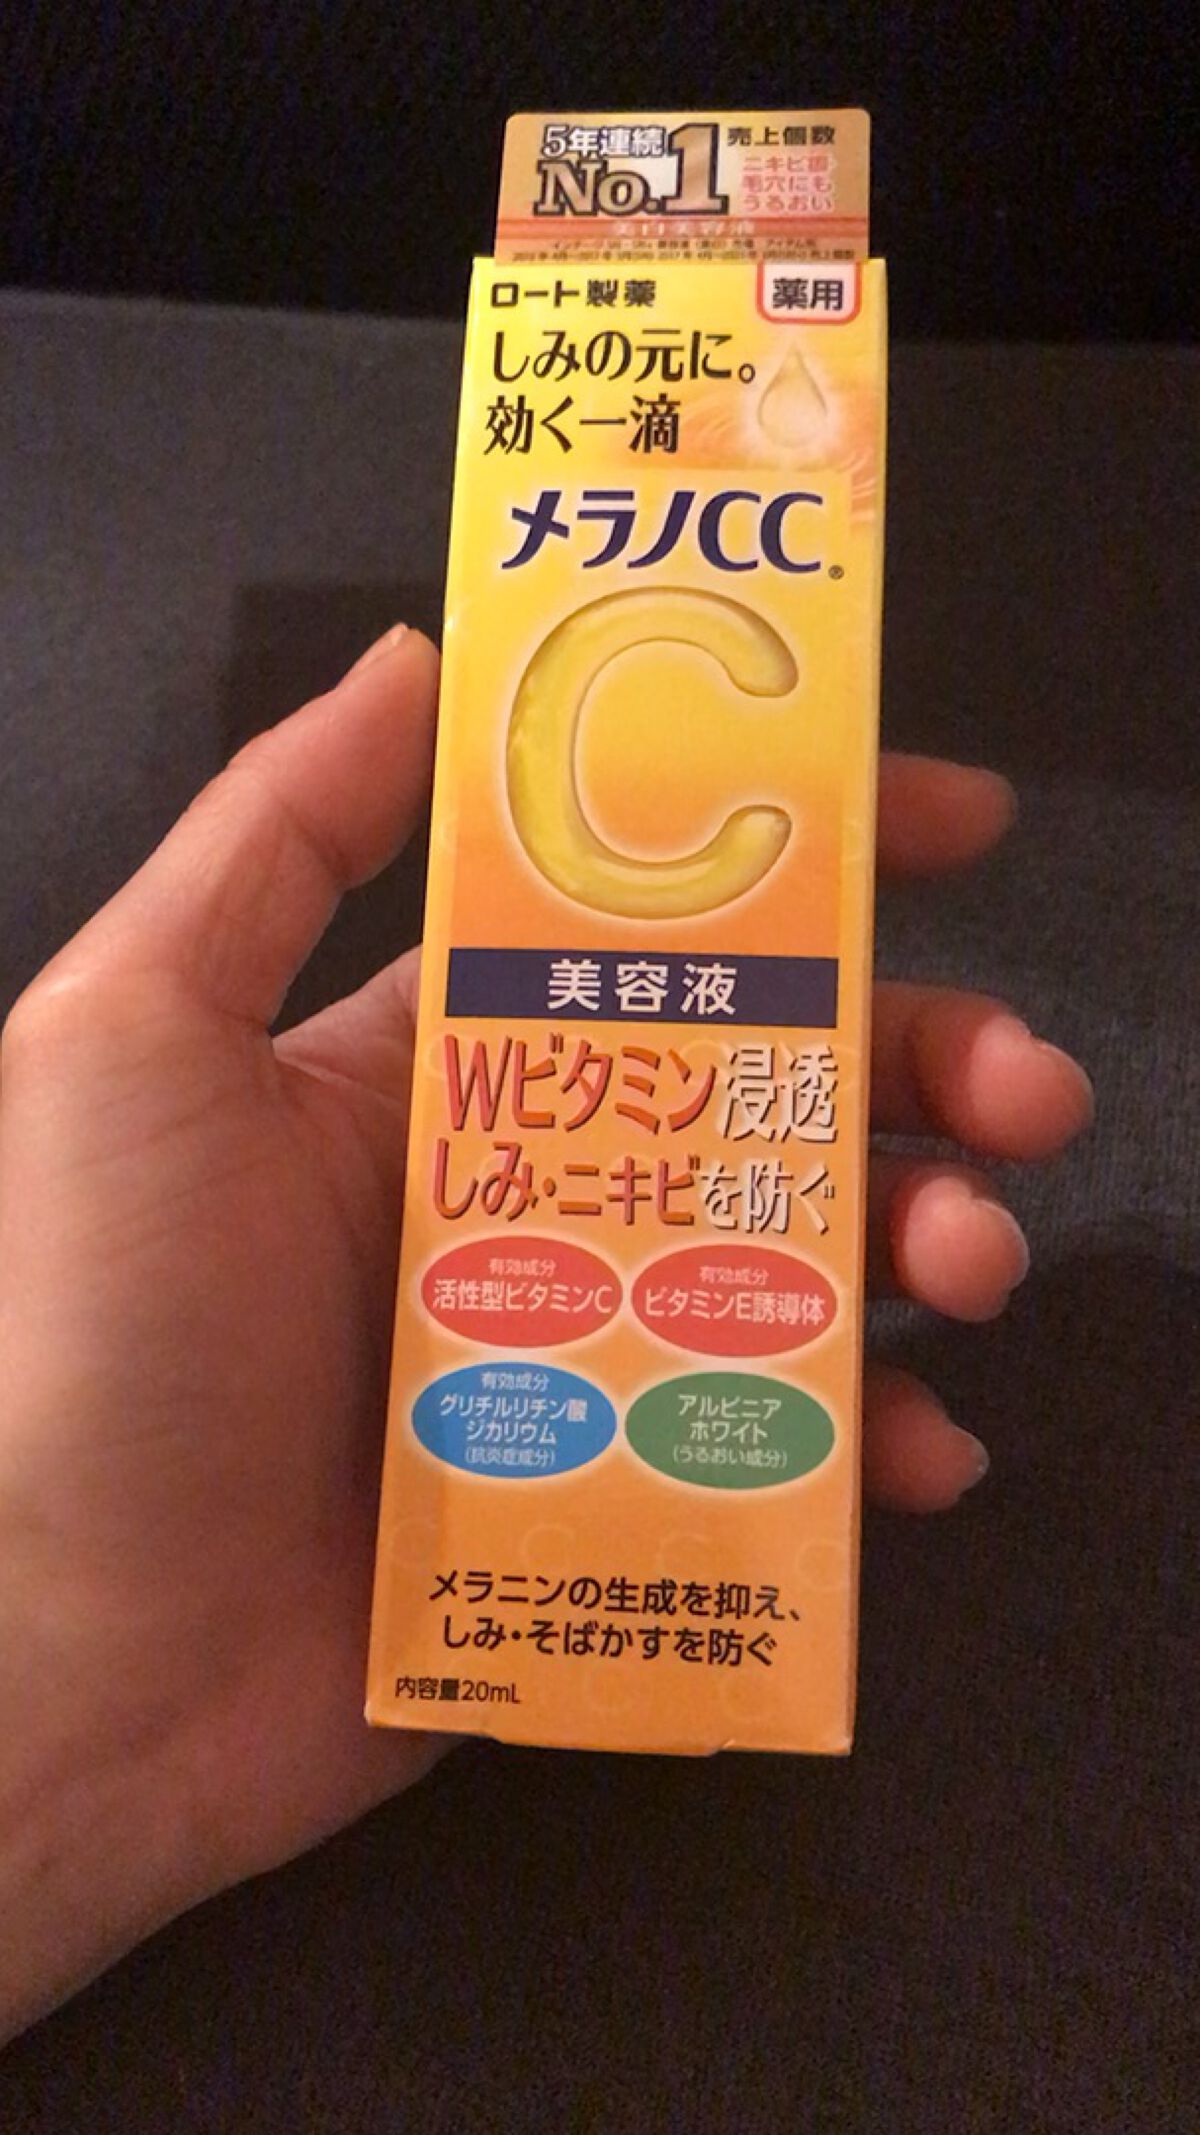 5年連続
No.1
売上個数
ニキビ
毛穴にも
うるおい
美白美容液
ロート製薬
薬用
しみの元に。
効く一滴
メラノCC®
C
美容液
Wビタミン浸透
しみ・ニキビを防ぐ
有効成分
活性型ビタミンC
有効成分
ビタミンE誘導体
有効成分
グリチルリチン酸
ジカリウム
(抗炎症成分)
アルピニア
ホワイト
(うるおい成分)
メラニンの生成を抑え、
しみ・そばかすを防ぐ
内容量20mL